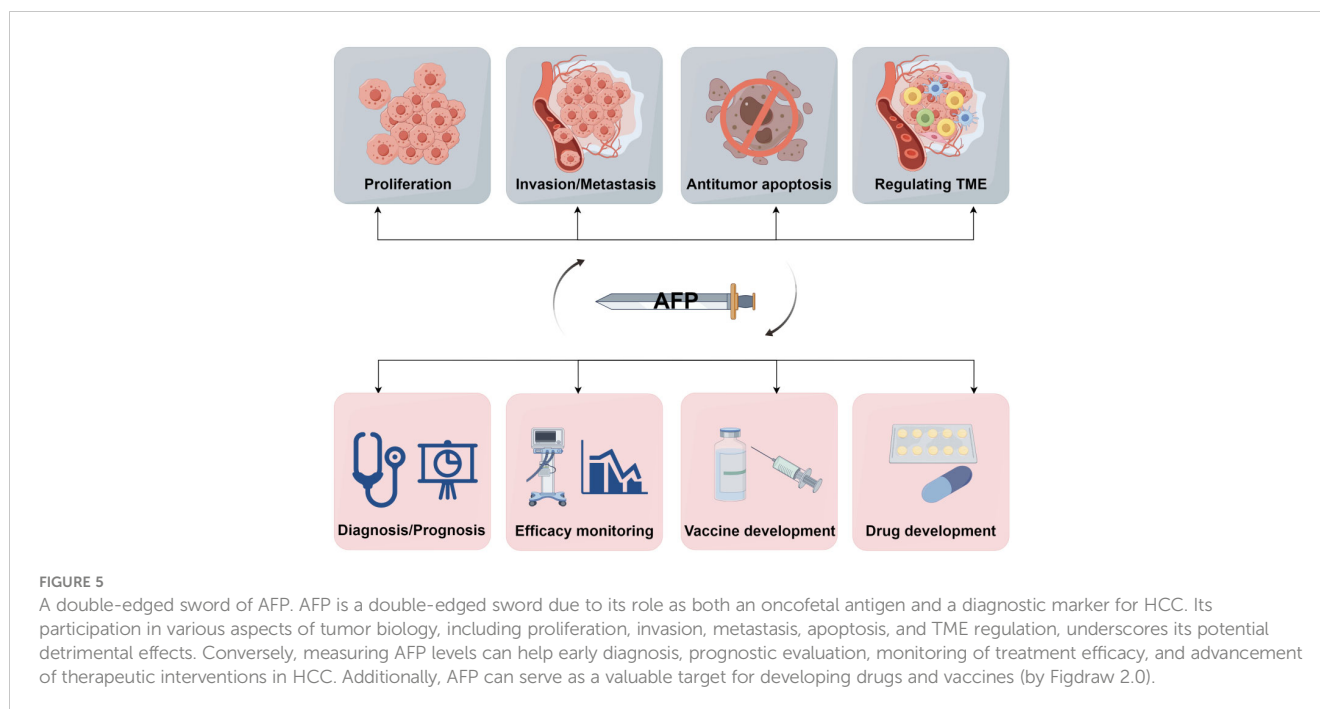 Proliferation
Invasion/Metastasis
Antitumor apoptosis
Regulating TME
AFP
Diagnosis/Prognosis
Efficacy monitoring
Vaccine development
Drug development
FIGURE 5
A double-edged sword of AFP. AFP is a double-edged sword due to its role as both an oncofetal antigen and a diagnostic marker for HCC. Its
participation in various aspects of tumor biology, including proliferation, invasion, metastasis, apoptosis, and TME regulation, underscores its potential
detrimental effects. Conversely, measuring AFP levels can help early diagnosis, prognostic evaluation, monitoring of treatment efficacy, and advancement
of therapeutic interventions in HCC. Additionally, AFP can serve as a valuable target for developing drugs and vaccines (by Figdraw 2.0).